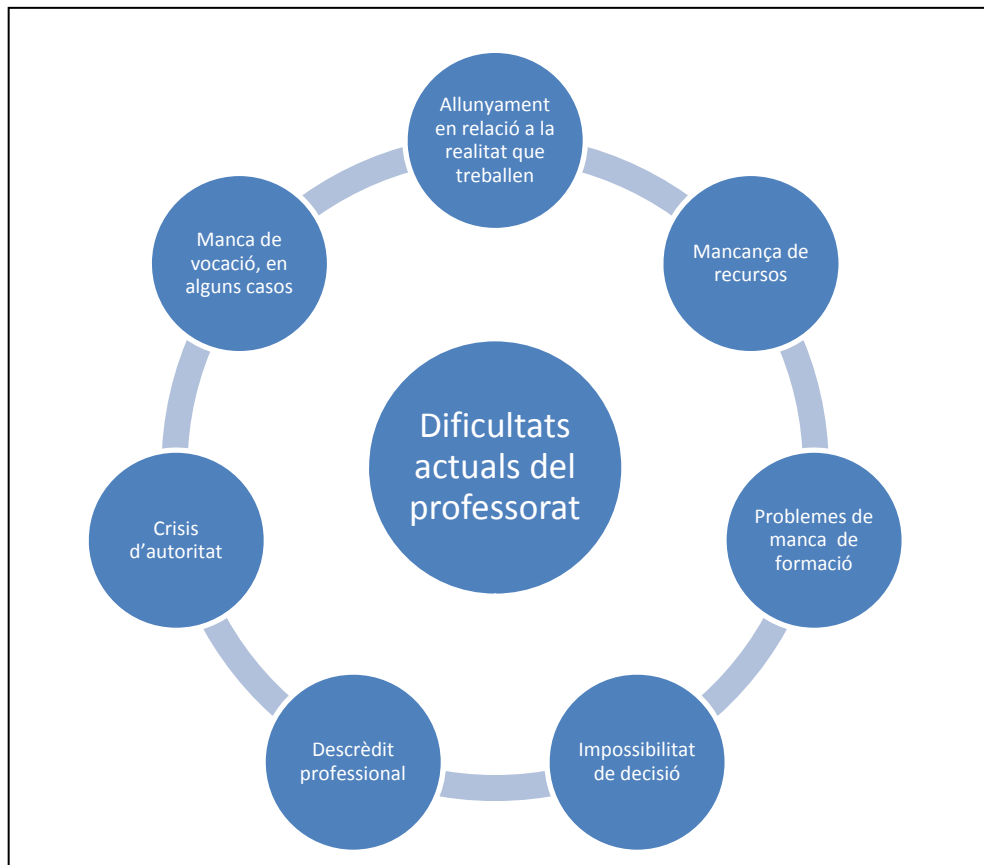 Allunyament
en relació a la
realitat que
treballen
Mancança de
recursos
Problemes de
manca de
formació
Impossibilitat
de decisió
Descrèdit
professional
Crisis
d'autoritat
Manca de
vocació, en
alguns casos
Dificultats
actuals del
professorat